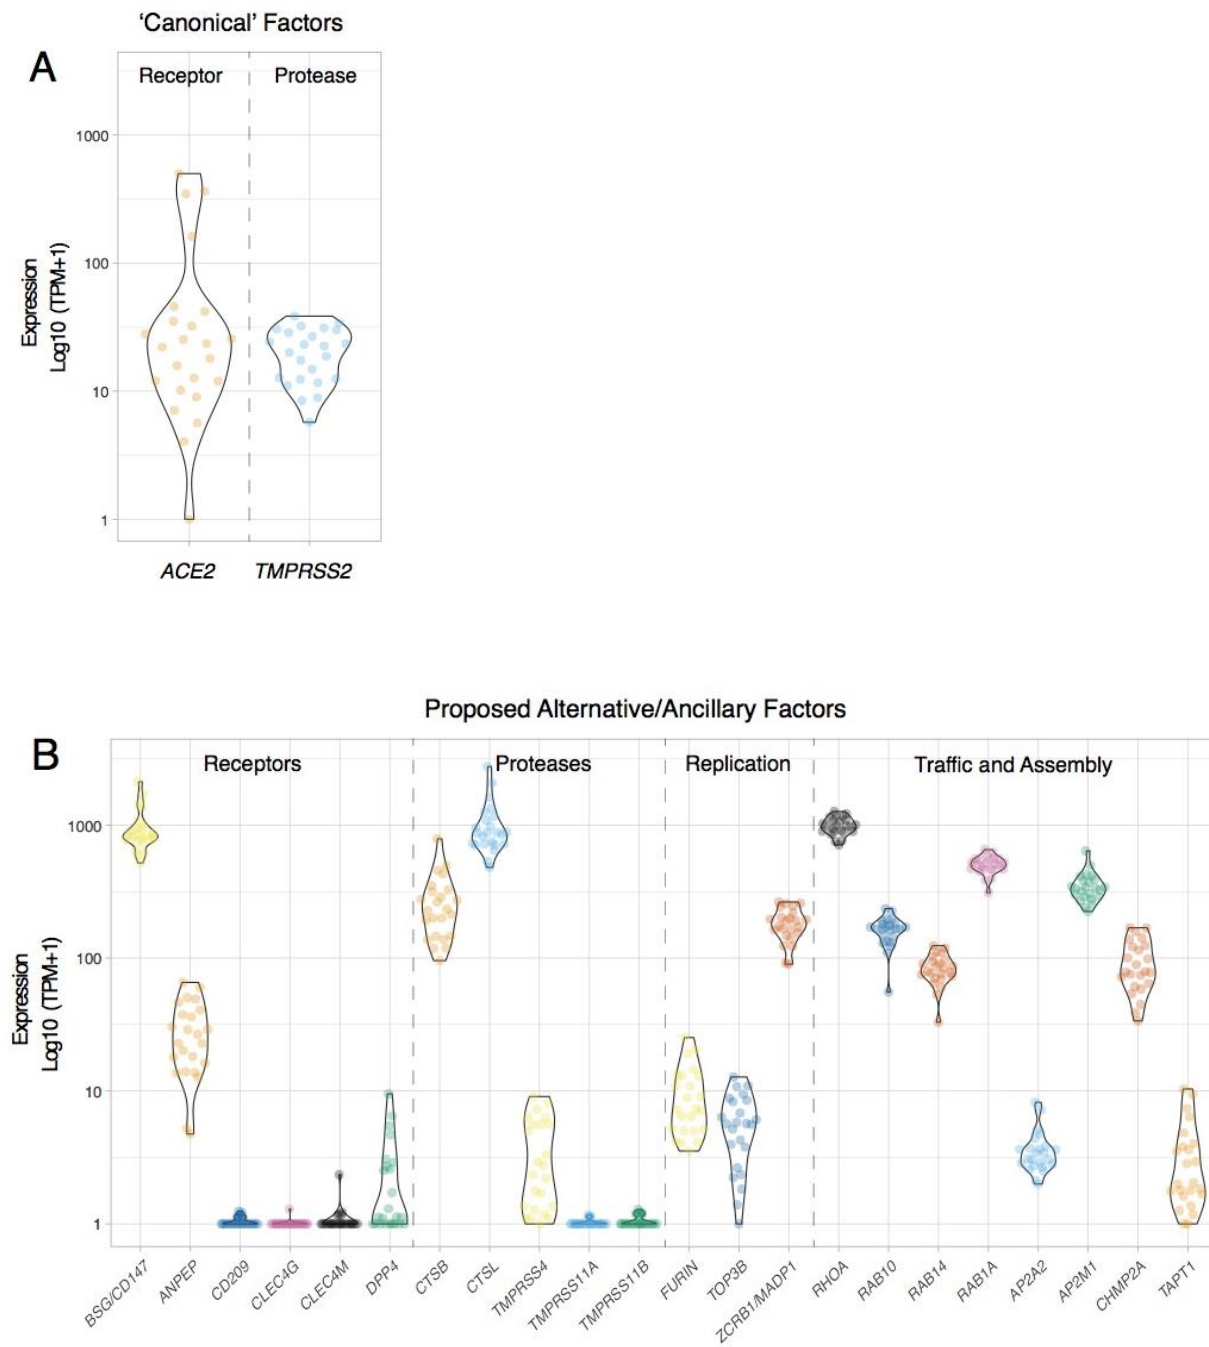 'Canonical' Factors
A
Receptor
Protease
1000
100
10
1
Expression
Log10 (TPM+1)
ACE2
TMPRSS2
Proposed Alternative/Ancillary Factors
B
Receptors
Proteases
Replication
Traffic and Assembly
1000
100
10
1
Expression
Log10 (TPM+1)
BSG/CD147
ANPEP
CD209
CLEC4G
CLEC4M
DPP4
CTSB
CTSL
TMPRSS4
TMPRSS11A
TMPRSS11B
FURIN
TOP3B
ZCRB1/MADP1
RHOA
RAB10
RAB14
RAB1A
AP2A2
AP2M1
CHMP2A
TAPT1